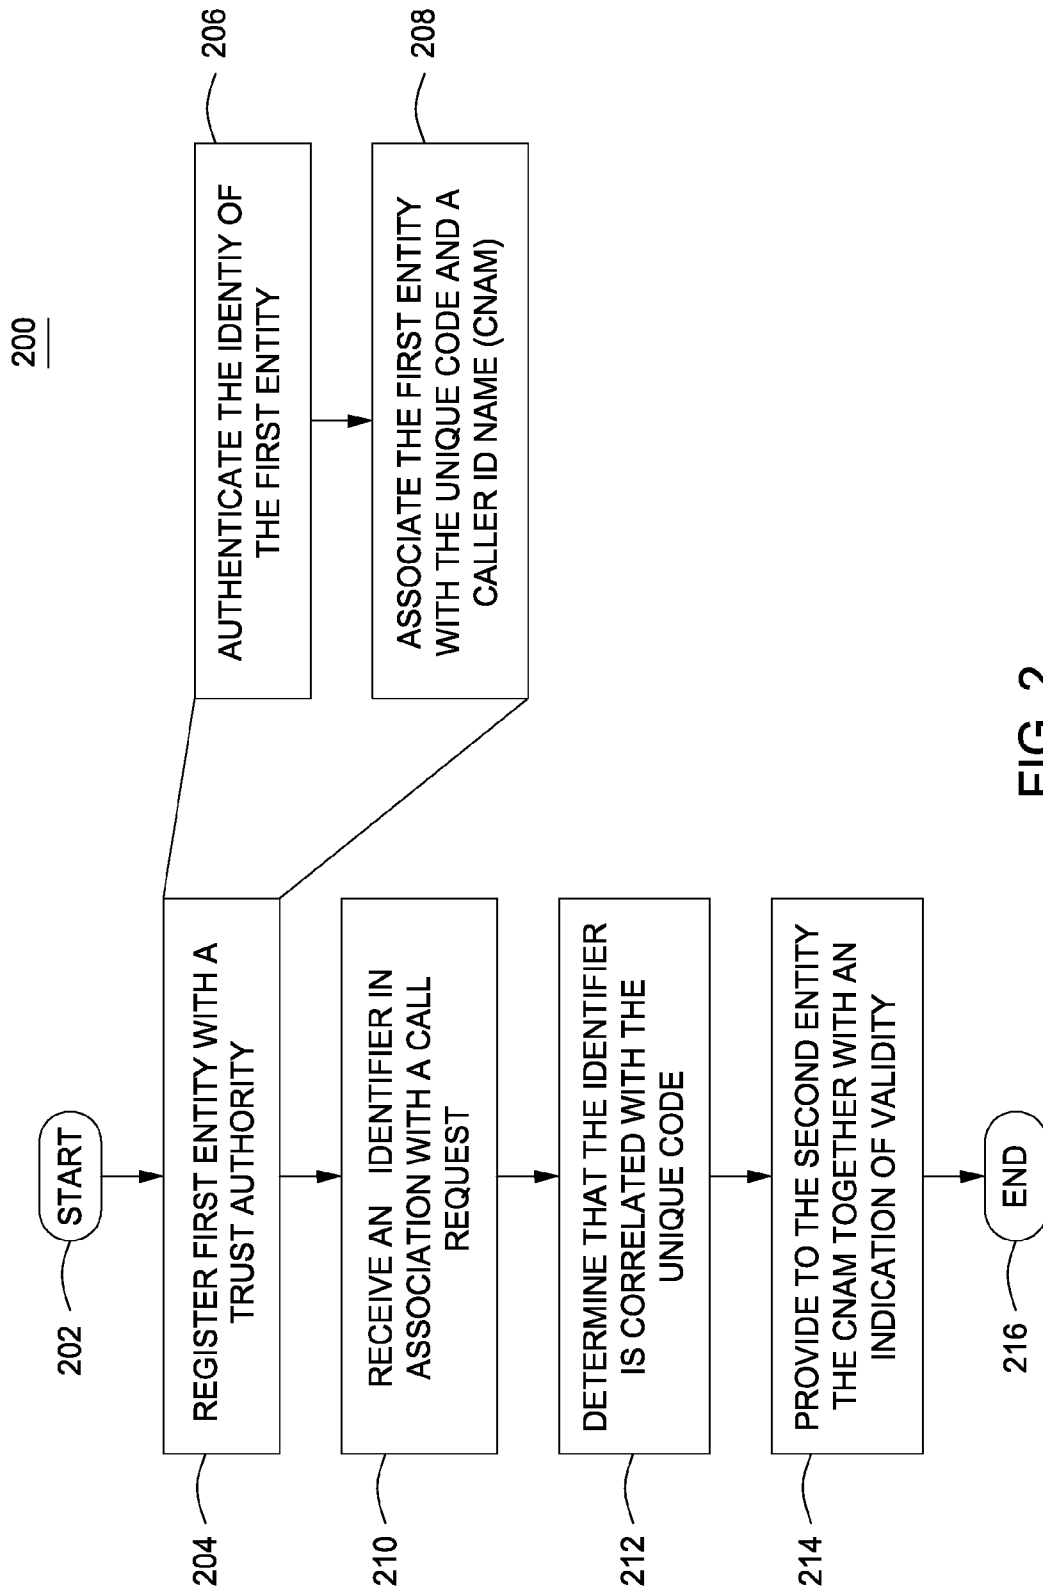 200
START
202
REGISTER FIRST ENTITY WITH A
TRUST AUTHORITY
204
AUTHENTICATE THE IDENTIY OF
THE FIRST ENTITY
206
ASSOCIATE THE FIRST ENTITY
WITH THE UNIQUE CODE AND A
CALLER ID NAME (CNAM)
208
RECEIVE AN IDENTIFIER IN
ASSOCIATION WITH A CALL
REQUEST
210
DETERMINE THAT THE IDENTIFIER
IS CORRELATED WITH THE
UNIQUE CODE
212
PROVIDE TO THE SECOND ENTITY
THE CNAM TOGETHER WITH AN
INDICATION OF VALIDITY
214
END
216
FIG. 2